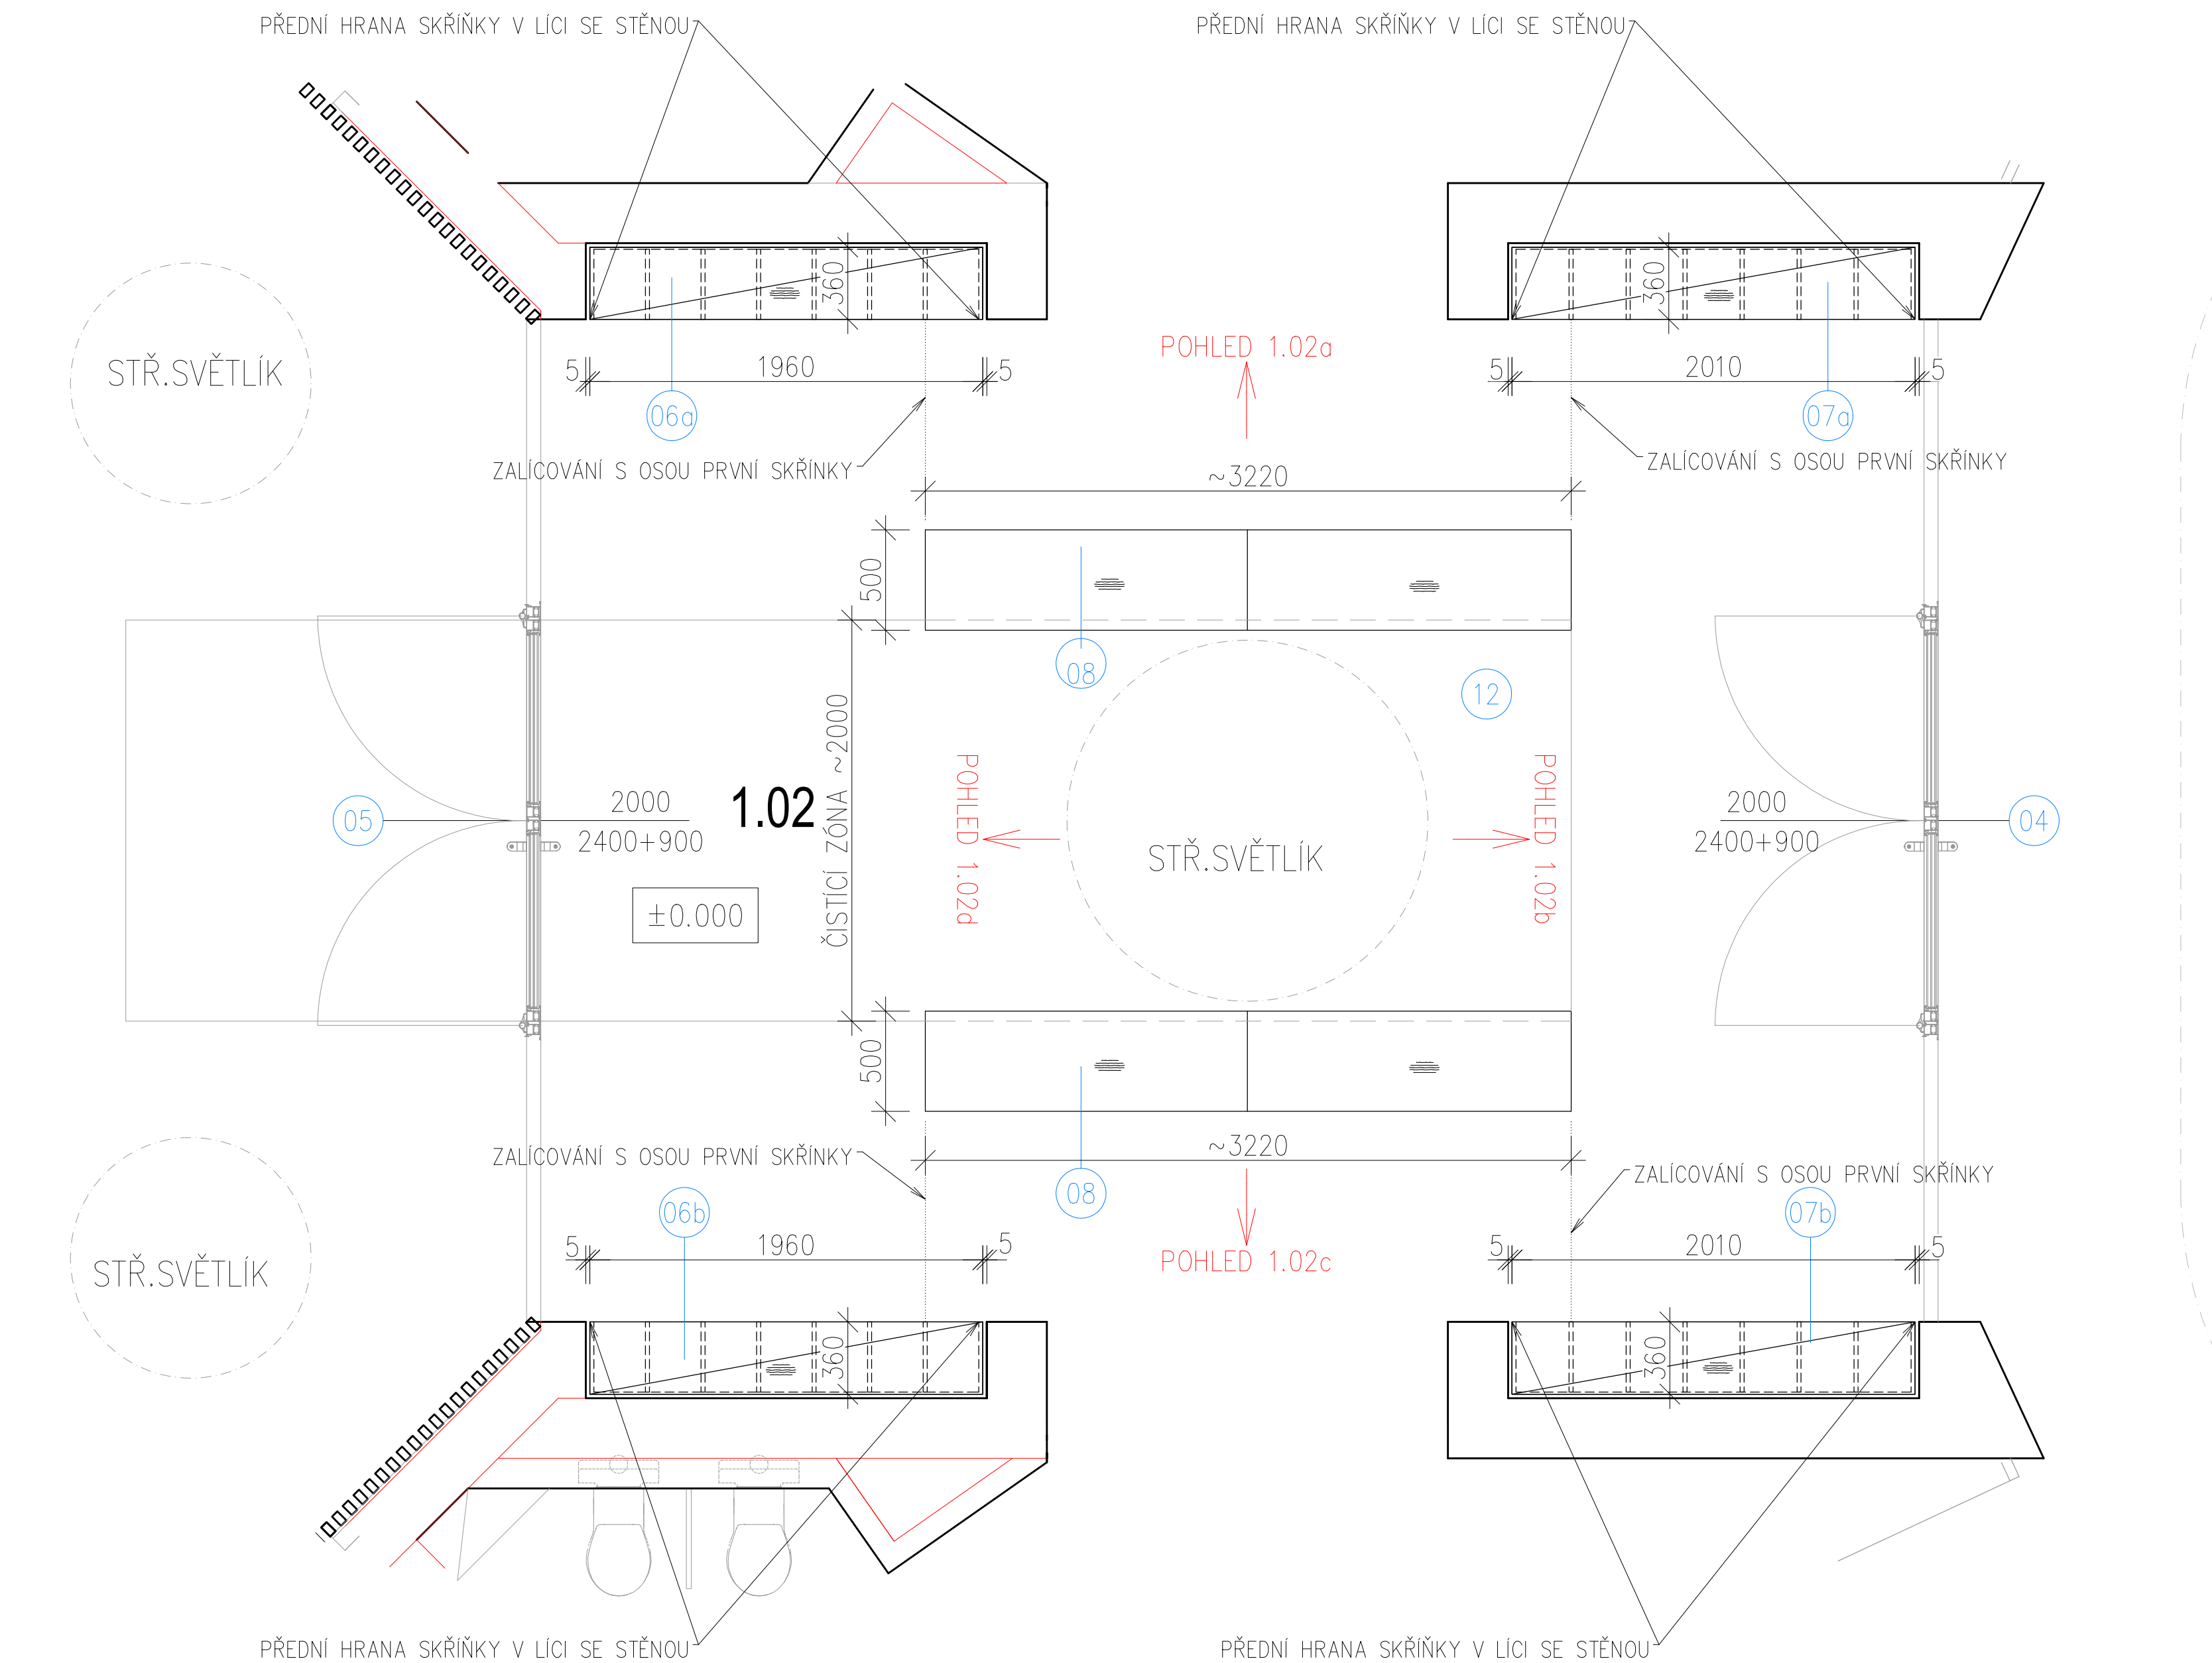 PŘEDNÍ HRANA SKŘÍŇKY V LÍCI SE STĚNOU
PŘEDNÍ HRANA SKŘÍŇKY V LÍCI SE STĚNOU
360
360
STŘ.SVĚTLÍK
5
1960
5
POHLED 1.02a
5
2010
5
06a
07a
ZALÍCOVÁNÍ S OSOU PRVNÍ SKŘÍNKY
ZALÍCOVÁNÍ S OSOU PRVNÍ SKŘÍNKY
~3220
500
08
12
ČISTÍCÍ ZÓNA ~2000
POHLED 1.02d
POHLED 1.02b
05
2000
2400+900
1.02
STŘ.SVĚTLÍK
2000
2400+900
04
±0.000
500
~3220
ZALÍCOVÁNÍ S OSOU PRVNÍ SKŘÍNKY
ZALÍCOVÁNÍ S OSOU PRVNÍ SKŘÍNKY
08
06b
07b
STŘ.SVĚTLÍK
5
1960
5
POHLED 1.02c
5
2010
5
360
360
PŘEDNÍ HRANA SKŘÍŇKY V LÍCI SE STĚNOU
PŘEDNÍ HRANA SKŘÍŇKY V LÍCI SE STĚNOU